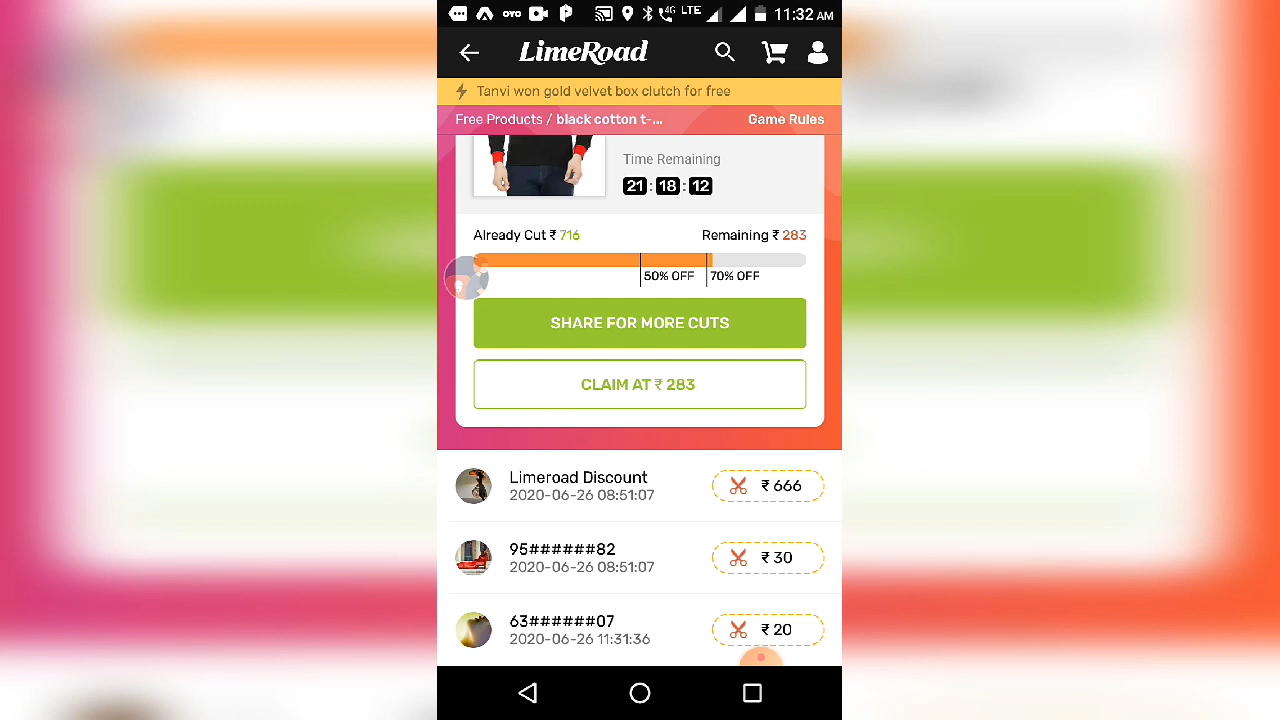 oyo 4G LTE 11:32 AM
LimeRoad
Tanvi won gold velvet box clutch for free
Free Products / black cotton t-... Game Rules
Time Remaining
21 : 18 : 12
Already Cut ₹ 716 Remaining ₹ 283
50% OFF 70% OFF
SHARE FOR MORE CUTS
CLAIM AT ₹ 283
Limeroad Discount
2020-06-26 08:51:07
₹ 666
95######82
2020-06-26 08:51:07
₹ 30
63######07
2020-06-26 11:31:36
₹ 20